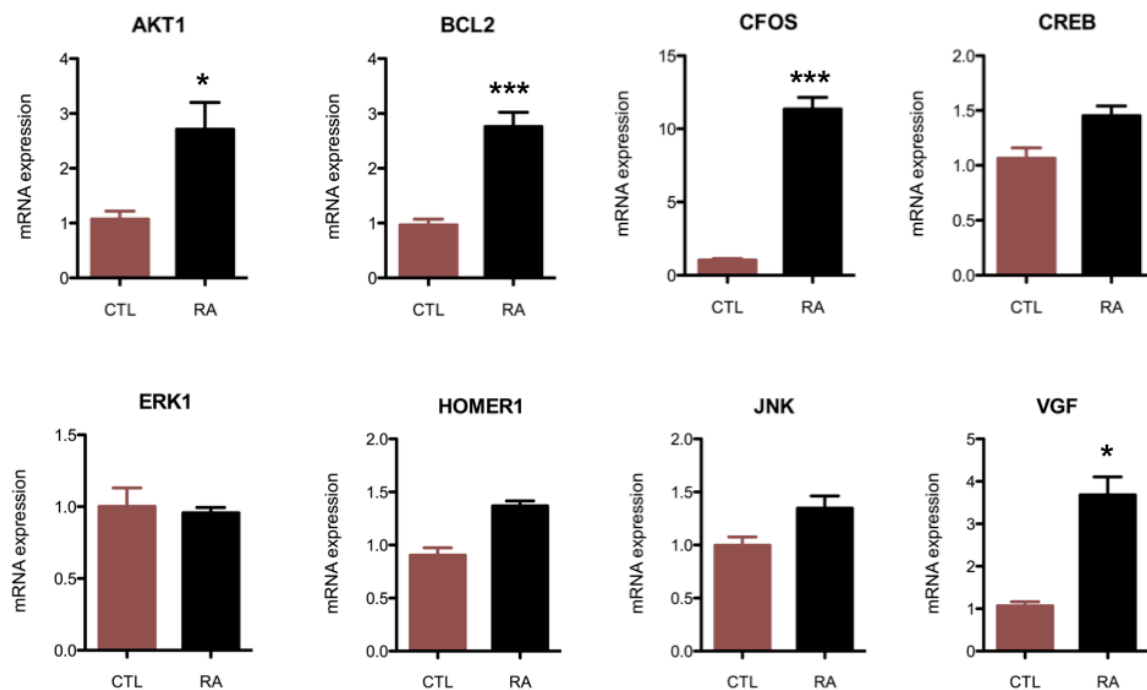 AKT1
mRNA expression
4
3
2
1
0
*
CTL RA
BCL2
mRNA expression
4
3
2
1
0
***
CTL RA
CFOS
mRNA expression
15
10
5
0
***
CTL RA
CREB
mRNA expression
2.0
1.5
1.0
0.5
0.0
CTL RA
ERK1
mRNA expression
1.5
1.0
0.5
0.0
CTL RA
HOMER1
mRNA expression
2.0
1.5
1.0
0.5
0.0
CTL RA
JNK
mRNA expression
2.0
1.5
1.0
0.5
0.0
CTL RA
VGF
mRNA expression
5
4
3
2
1
0
*
CTL RA